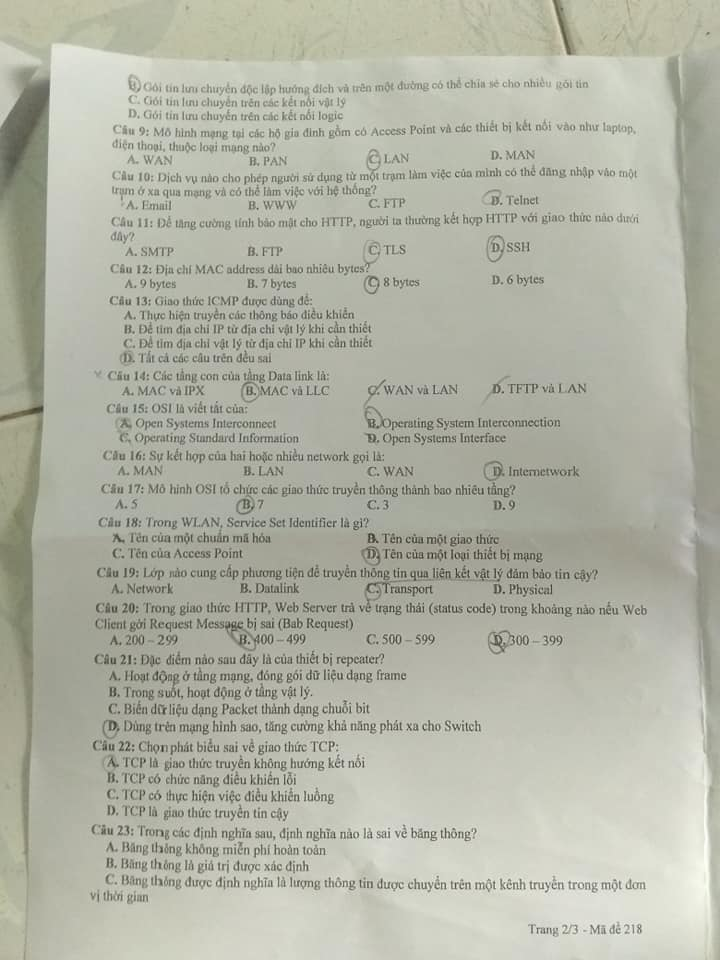 B. Gói tin lưu chuyển độc lập hướng đích và trên một đường có thể chia sẻ cho nhiều gói tin
C. Gói tin lưu chuyển trên các kết nối vật lý
D. Gói tin lưu chuyển trên các kết nối logic
Câu 9: Mô hình mạng tại các hộ gia đình gồm có Access Point và các thiết bị kết nối vào như laptop,
điện thoại, thuộc loại mạng nào?
A. WAN B. PAN C. LAN D. MAN
Câu 10: Dịch vụ nào cho phép người sử dụng từ một trạm làm việc của mình có thể đăng nhập vào một
trạm ở xa qua mạng và có thể làm việc với hệ thống?
A. Email B. WWW C. FTP D. Telnet
Câu 11: Để tăng cường tính bảo mật cho HTTP, người ta thường kết hợp HTTP với giao thức nào dưới
đây?
A. SMTP B. FTP C. TLS D. SSH
Câu 12: Địa chỉ MAC address dài bao nhiêu bytes?
A. 9 bytes B. 7 bytes C. 8 bytes D. 6 bytes
Câu 13: Giao thức ICMP được dùng để:
A. Thực hiện truyền các thông báo điều khiển
B. Để tìm địa chỉ IP từ địa chỉ vật lý khi cần thiết
C. Để tìm địa chỉ vật lý từ địa chỉ IP khi cần thiết
D. Tất cả các câu trên đều sai
Câu 14: Các tầng con của tầng Data link là:
A. MAC và IPX B. MAC và LLC C. WAN và LAN D. TFTP và LAN
Câu 15: OSI là viết tắt của:
A. Open Systems Interconnect B. Operating System Interconnection
C. Operating Standard Information D. Open Systems Interface
Câu 16: Sự kết hợp của hai hoặc nhiều network gọi là:
A. MAN B. LAN C. WAN D. Internetwork
Câu 17: Mô hình OSI tổ chức các giao thức truyền thông thành bao nhiêu tầng?
A. 5 B. 7 C. 3 D. 9
Câu 18: Trong WLAN, Service Set Identifier là gì?
A. Tên của một chuẩn mã hóa B. Tên của một giao thức
C. Tên của Access Point D. Tên của một loại thiết bị mạng
Câu 19: Lớp nào cung cấp phương tiện để truyền thông tin qua liên kết vật lý đảm bảo tin cậy?
A. Network B. Datalink C. Transport D. Physical
Câu 20: Trong giao thức HTTP, Web Server trả về trạng thái (status code) trong khoảng nào nếu Web
Client gởi Request Message bị sai (Bab Request)
A. 200 – 299 B. 400 – 499 C. 500 – 599 D. 300 – 399
Câu 21: Đặc điểm nào sau đây là của thiết bị repeater?
A. Hoạt động ở tầng mạng, đóng gói dữ liệu dạng frame
B. Trong suốt, hoạt động ở tầng vật lý.
C. Biến dữ liệu dạng Packet thành dạng chuỗi bit
D. Dùng trên mạng hình sao, tăng cường khả năng phát xa cho Switch
Câu 22: Chọn phát biểu sai về giao thức TCP:
A. TCP là giao thức truyền không hướng kết nối
B. TCP có chức năng điều khiển lỗi
C. TCP có thực hiện việc điều khiển luồng
D. TCP là giao thức truyền tin cậy
Câu 23: Trong các định nghĩa sau, định nghĩa nào là sai về băng thông?
A. Băng thông không miễn phí hoàn toàn
B. Băng thông là giá trị được xác định
C. Băng thông được định nghĩa là lượng thông tin được chuyển trên một kênh truyền trong một đơn
vị thời gian
Trang 2/3 - Mã đề 218